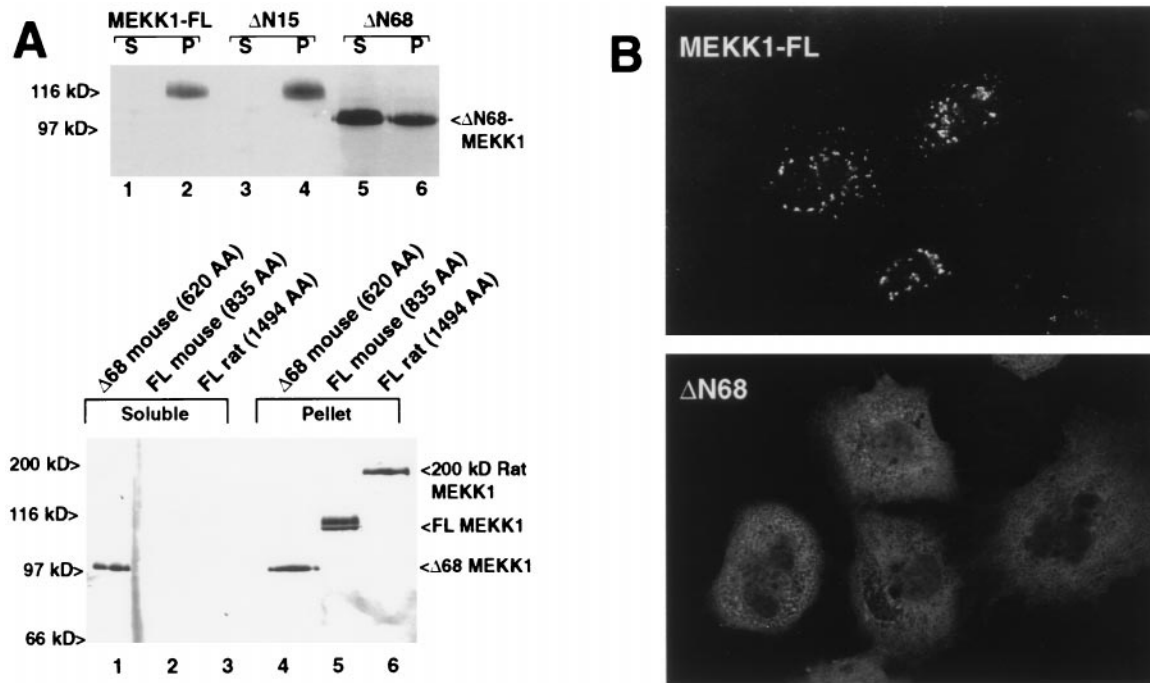 A
MEKK1-FL ΔN15 ΔN68
S P S P S P
116 kD>
97 kD>
<ΔN68-
MEKK1
1 2 3 4 5 6
Δ68 mouse (620 AA)
FL mouse (835 AA)
FL rat (1494 AA)
Δ68 mouse (620 AA)
FL mouse (835 AA)
FL rat (1494 AA)
Soluble Pellet
200 kD>
116 kD>
97 kD>
66 kD>
<200 kD Rat
MEKK1
<FL MEKK1
<Δ68 MEKK1
1 2 3 4 5 6
B
MEKK1-FL
ΔN68